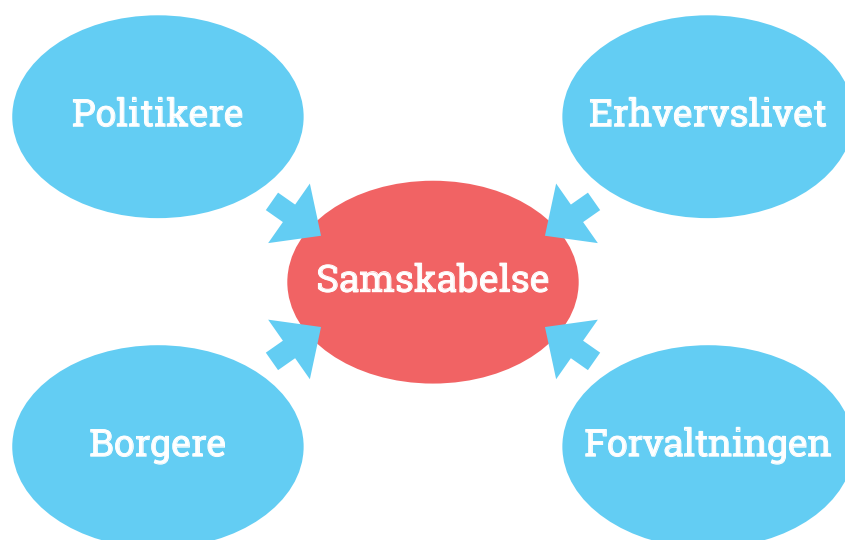 Politikere
Erhvervslivet
Samskabelse
Borgere
Forvaltningen